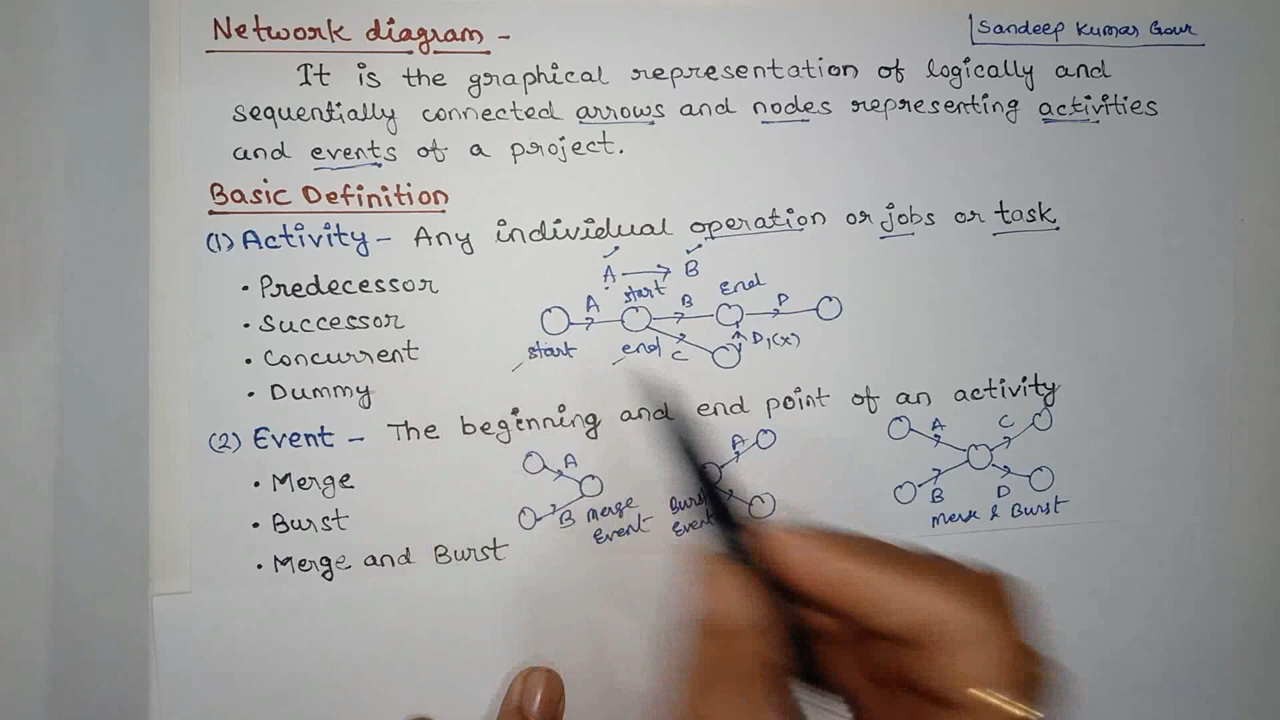 Network diagram -
Sandeep Kumar Gour
It is the graphical representation of logically and
sequentially connected arrows and nodes representing activities
and events of a project.
Basic Definition
(1) Activity - Any individual operation or jobs or task
A → B
• Predecessor
A start B End D
• Successor
start end C D1(x)
• Concurrent
• Dummy
(2) Event - The beginning and end point of an activity
A A A C
• Merge
B Merge Burst B D
Event Event Merge & Burst
• Burst
• Merge and Burst